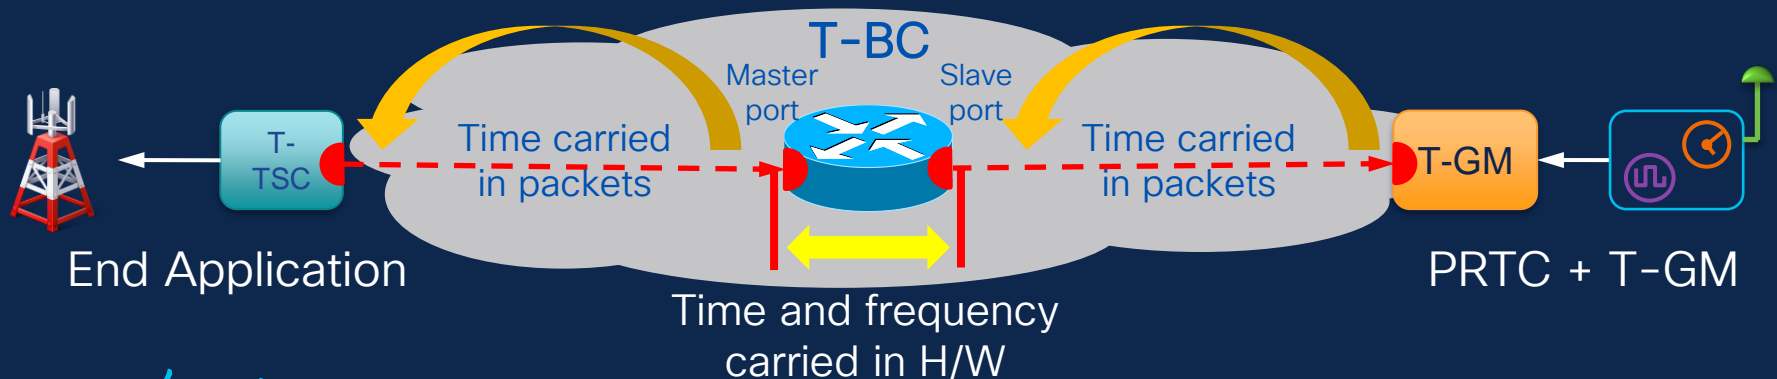 T-BC
Master
port
Slave
port
Time carried
in packets
Time carried
in packets
T-
TSC
T-GM
End Application
PRTC + T-GM
Time and frequency
carried in H/W